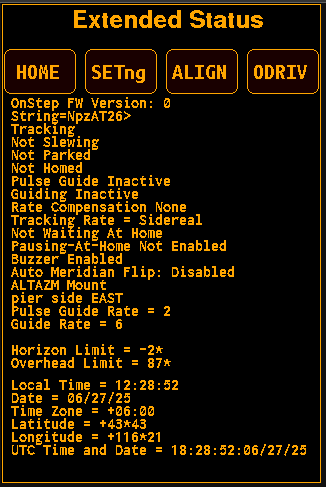 Extended Status
HOME SETng ALIGN ODRIV
OnStep FW Version: 0
String=NpzAT26>
Tracking
Not Slewing
Not Parked
Not Homed
Pulse Guide Inactive
Guiding Inactive
Rate Compensation None
Tracking Rate = Sidereal
Not Waiting At Home
Pausing-At-Home Not Enabled
Buzzer Enabled
Auto Meridian Flip: Disabled
ALTAZM Mount
pier side EAST
Pulse Guide Rate = 2
Guide Rate = 6
Horizon Limit = -2*
Overhead Limit = 87*
Local Time = 12:28:52
Date = 06/27/25
Time Zone = +06:00
Latitude = +43*43
Longitude = +116*21
UTC Time and Date = 18:28:52:06/27/25